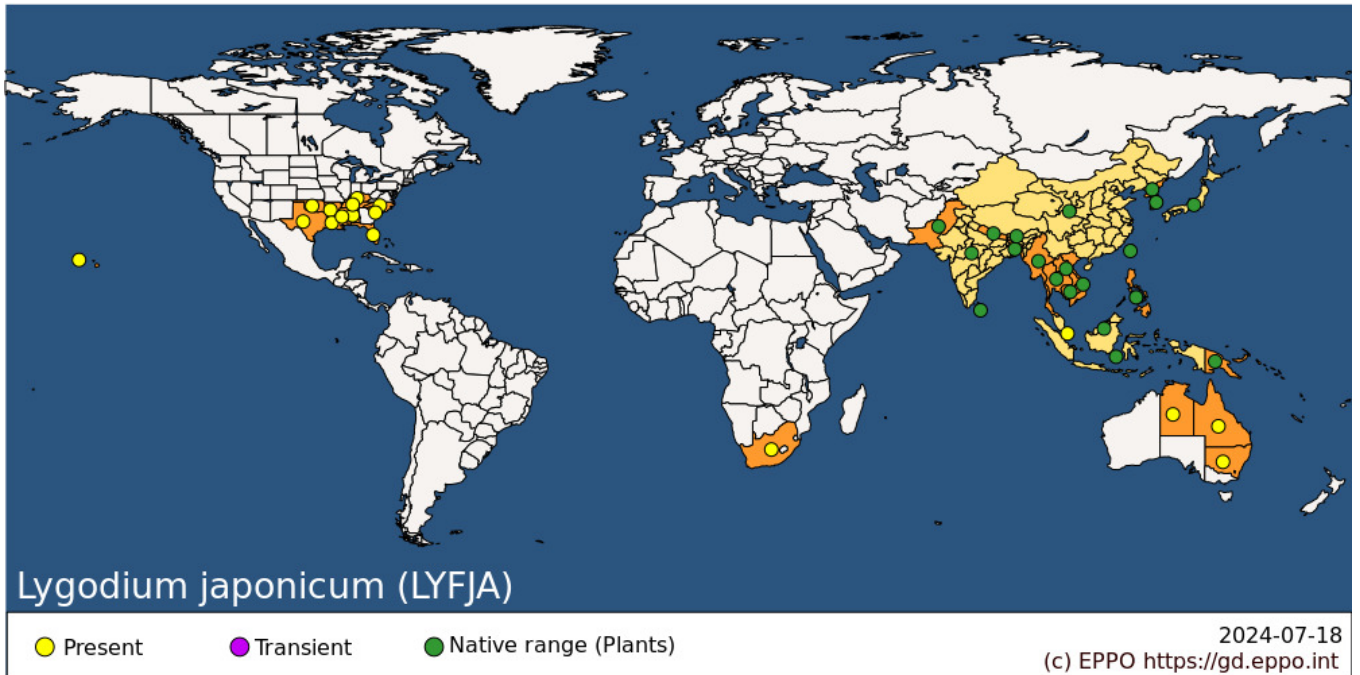 Lygodium japonicum (LYFJA)
Present
Transient
Native range (Plants)
2024-07-18
(c) EPPO https://gd.eppo.int